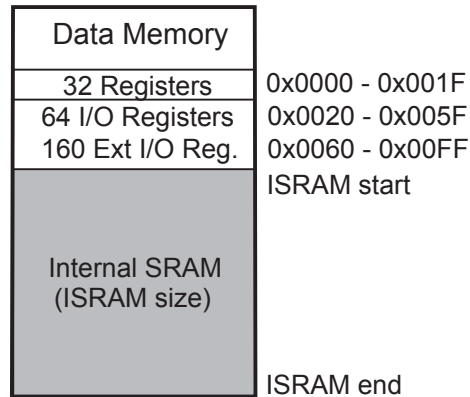 Data Memory
32 Registers 0x0000 - 0x001F
64 I/O Registers 0x0020 - 0x005F
160 Ext I/O Reg. 0x0060 - 0x00FF
ISRAM start
Internal SRAM
(ISRAM size)
ISRAM end